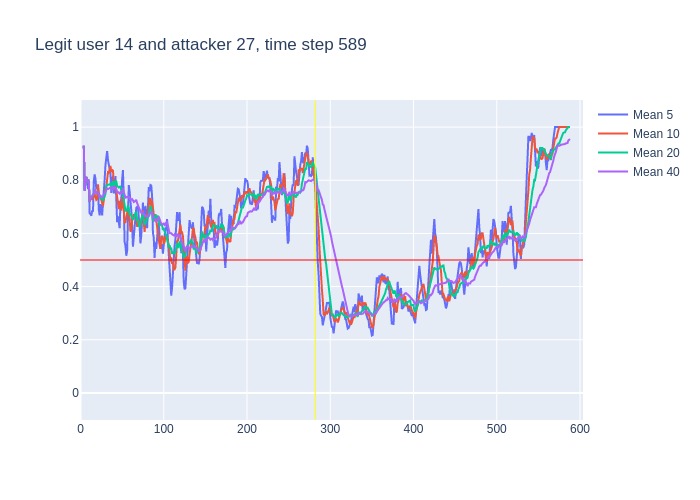 Legit user 14 and attacker 27, time step 589
Mean 5
Mean 10
Mean 20
Mean 40
1
0.8
0.6
0.4
0.2
0
0 100 200 300 400 500 600